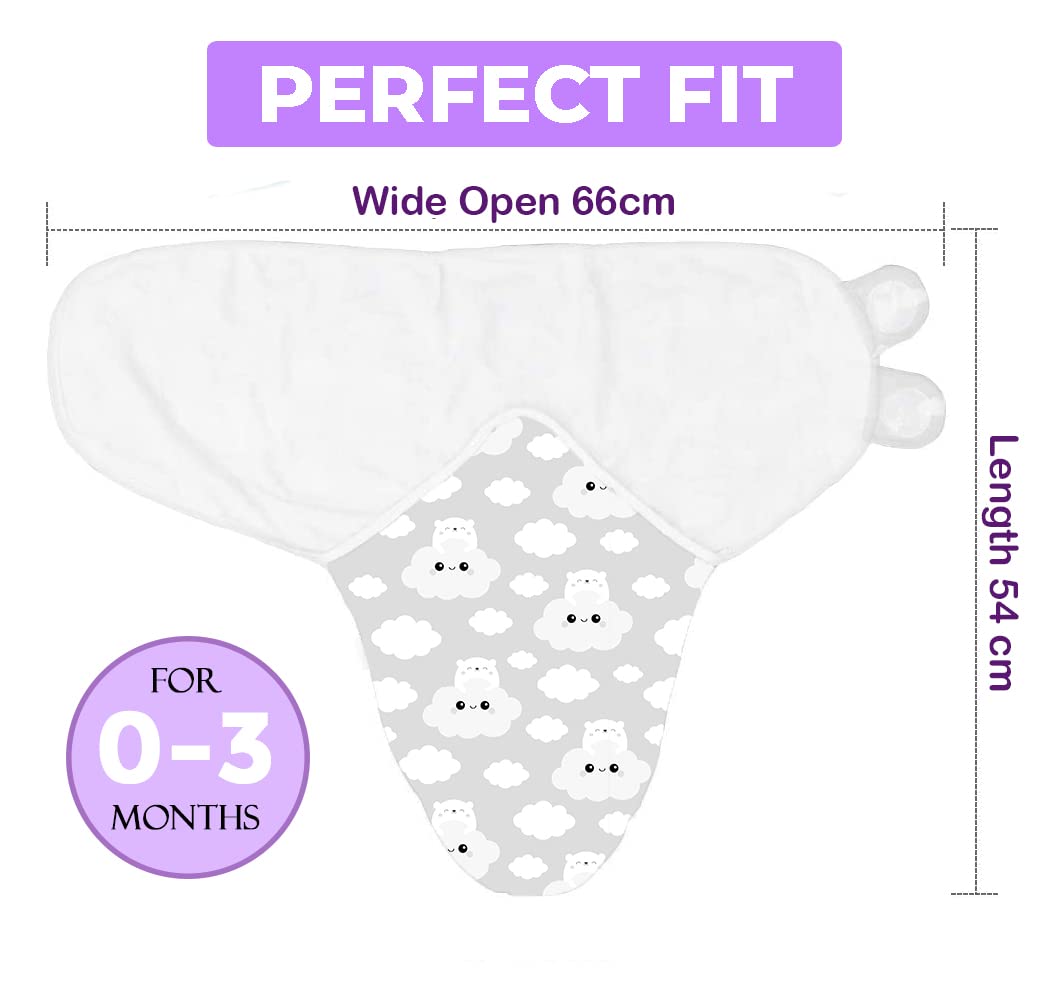 PERFECT FIT
Wide Open 66cm
Length 54 cm
FOR
0-3
MONTHS